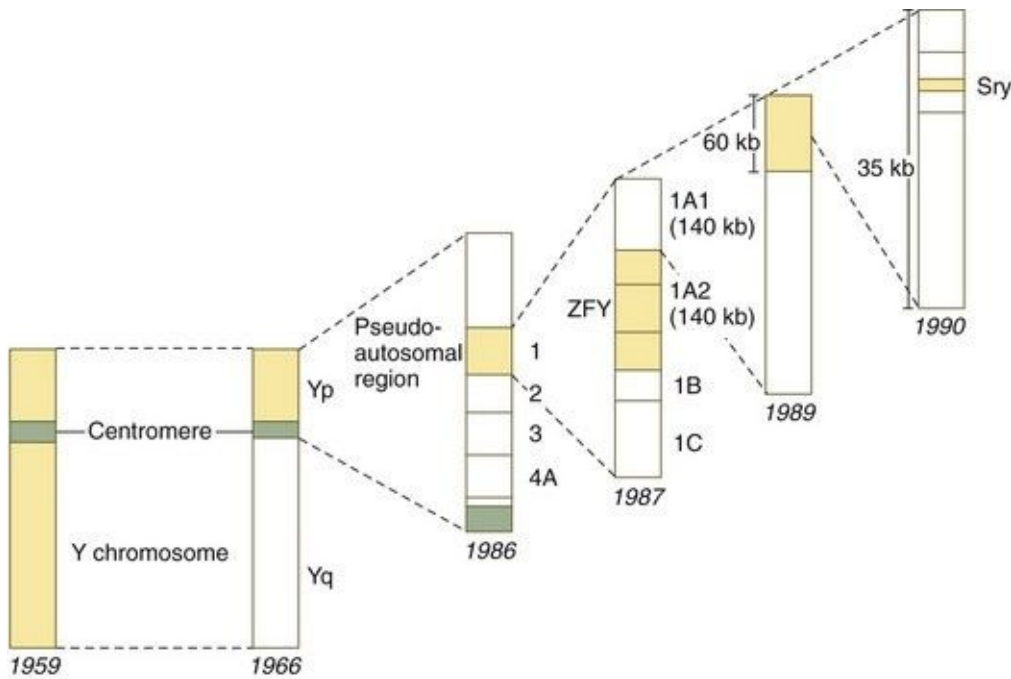 Sry
60 kb
35 kb
1A1
(140 kb)
ZFY
1A2
(140 kb)
Pseudo-
autosomal
region
1
2
3
4A
1B
1C
1990
1989
1987
1986
Yp
Centromere
Y chromosome
Yq
1959
1966